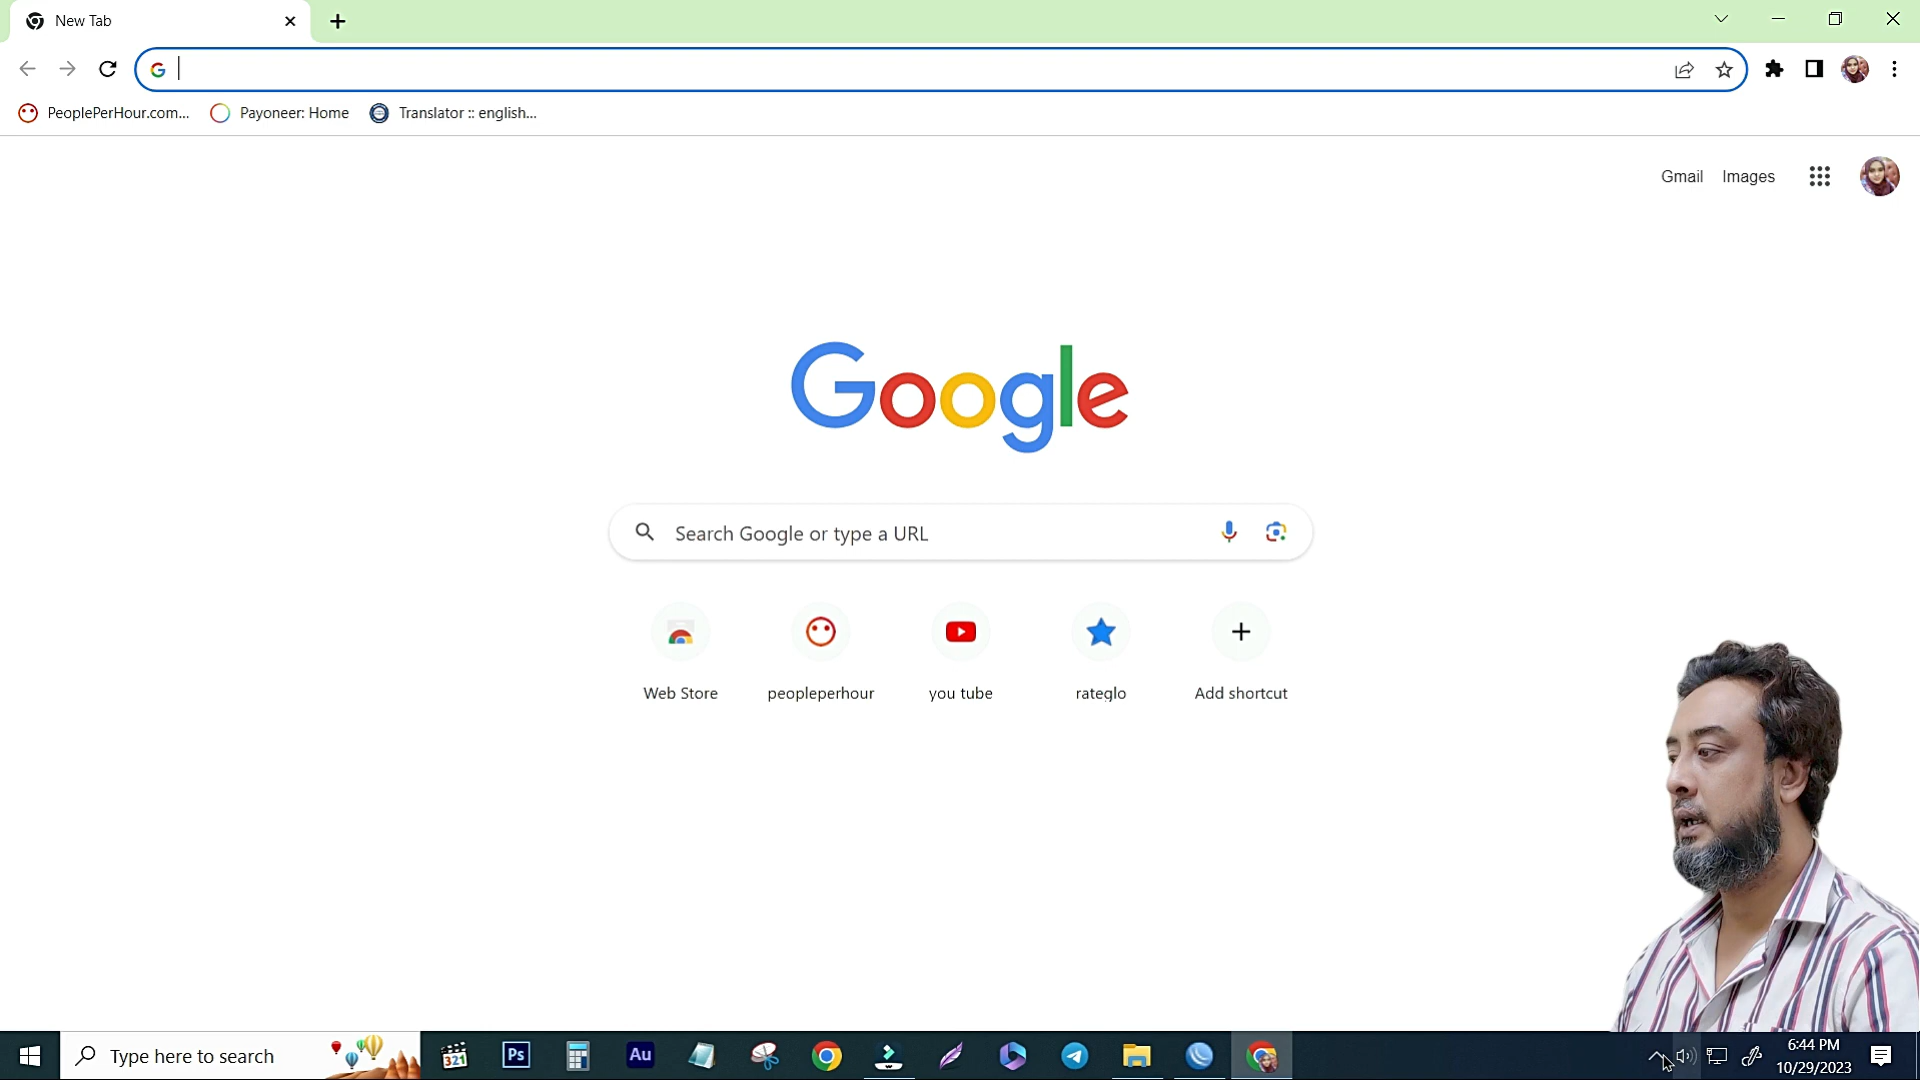 New Tab
PeoplePerHour.com...
Payoneer: Home
Translator :: english...
Gmail
Images
Google
Search Google or type a URL
Web Store
peopleperhour
you tube
rateglo
Add shortcut
Type here to search
321
Ps
Au
6:44 PM
10/29/2023